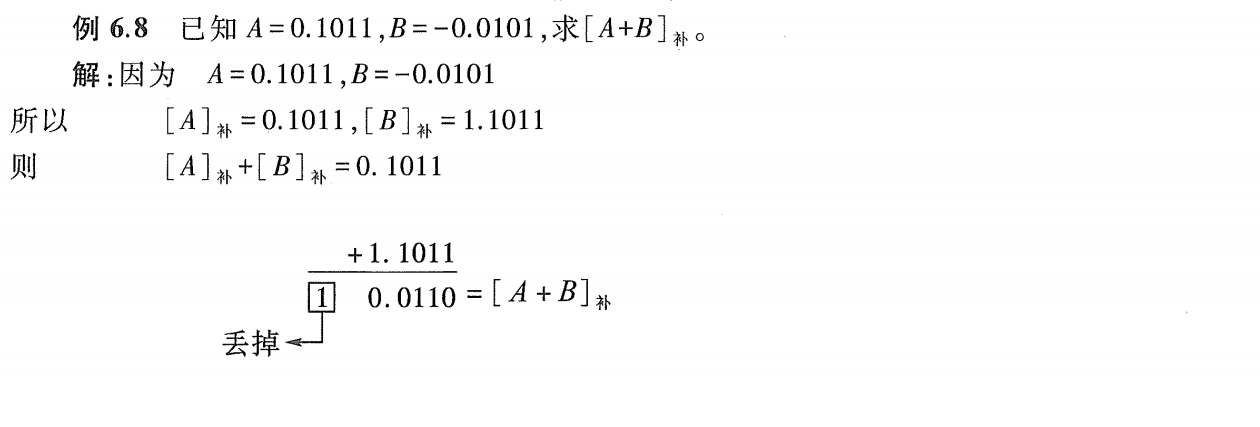 例 6.8 已知 A=0.1011,B=-0.0101,求[A+B]补。
解:因为 A=0.1011,B=-0.0101
所以 [A]补=0.1011,[B]补=1.1011
则 [A]补+[B]补=0.1011
+1.1011
1 0.0110=[A+B]补
丢掉